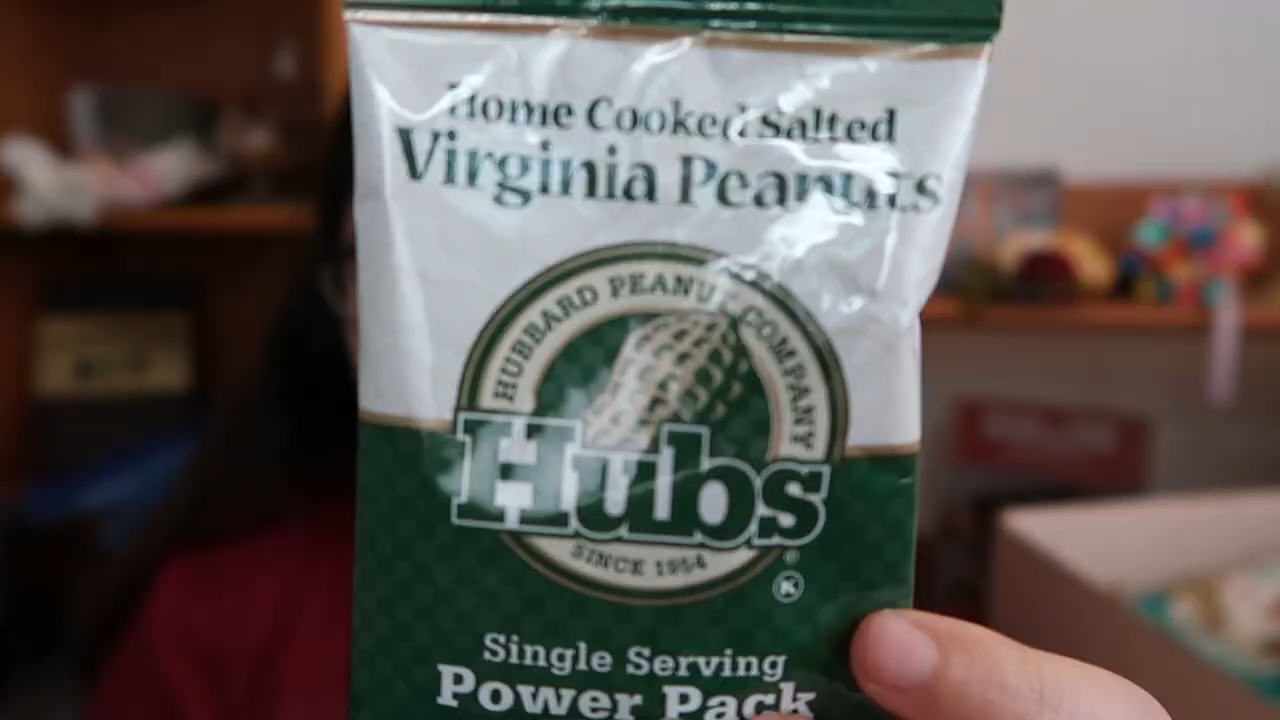 Home Cooked Salted
Virginia Peanuts
HUBBARD PEANUT COMPANY
Hubs
SINCE 1954
K
Single Serving
Power Pack